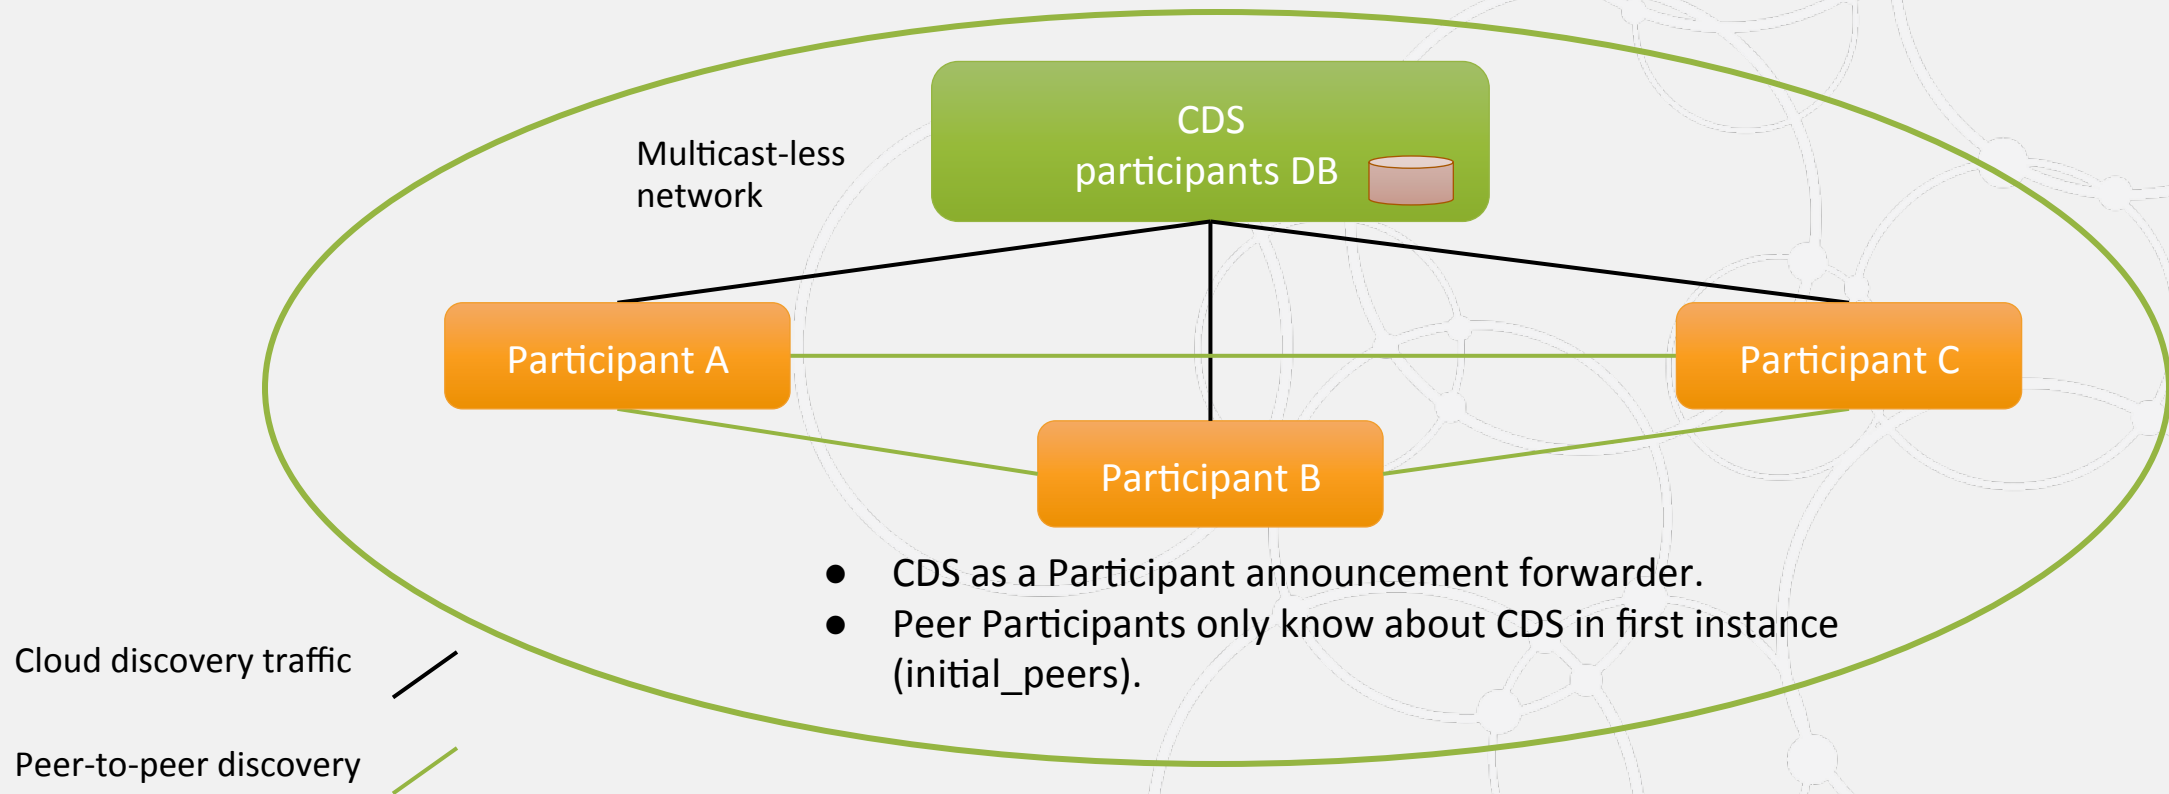 CDS
participants DB
Multicast-less
network
Participant A
Participant C
Participant B
● CDS as a Participant announcement forwarder.
● Peer Participants only know about CDS in first instance
(initial_peers).
Cloud discovery traffic
Peer-to-peer discovery